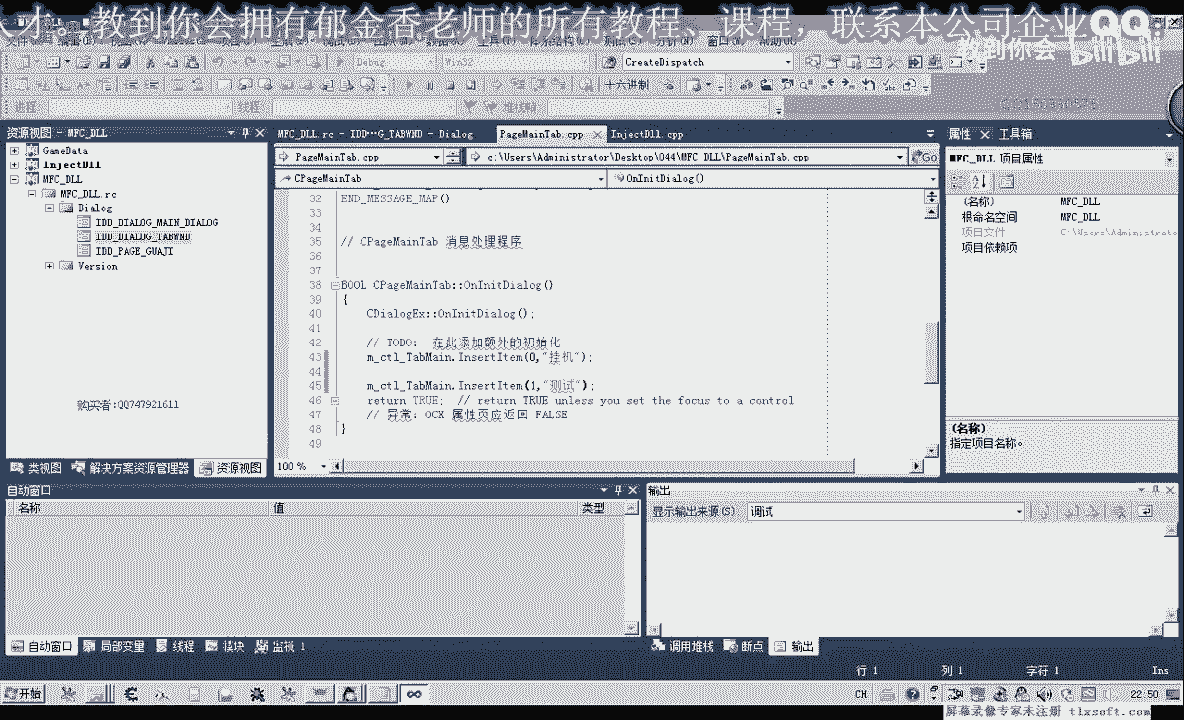 人才。教到你会拥有郁金香老师的所有教程、课程，联系本公司企业QQ
教到你会 bilibili
Debug Win32 CreateDispatch
十六进制
进程 线程 堆栈帧
资源视图 - MFC_DLL
GameData
InjectDll
MFC_DLL
MFC_DLL.rc
Dialog
IDD_DIALOG_MAIN_DIALOG
IDD_DIALOG_TABWND
IDD_PAGE_GUAJI
Version
购买者:QQ747921611
类视图 解决方案资源管理器 资源视图
MFC_DLL.rc - IDD···G_TABWND - Dialog PageMainTab.cpp InjectDll.cpp
PageMainTab.cpp c:\Users\Administrator\Desktop\044\MFC_DLL\PageMainTab.cpp Go
CPageMainTab OnInitDialog()
32 END_MESSAGE_MAP()
33
34
35 // CPageMainTab 消息处理程序
36
37
38 BOOL CPageMainTab::OnInitDialog()
39 {
40 CDialogEx::OnInitDialog();
41
42 // TODO: 在此添加额外的初始化
43 m_ctl_TabMain.InsertItem(0,"挂机");
44
45 m_ctl_TabMain.InsertItem(1,"测试");
46 return TRUE; // return TRUE unless you set the focus to a control
47 // 异常: OCX 属性页应返回 FALSE
48 }
49
100 %
属性 工具箱
MFC_DLL 项目属性
(名称) MFC_DLL
根命名空间 MFC_DLL
项目文件 C:\Users\Administrato
项目依赖项
(名称)
指定项目名称。
自动窗口
名称 值 类型
自动窗口 局部变量 线程 模块 监视 1
输出
显示输出来源(S): 调试
调用堆栈 断点 输出
行 1 列 1 字符 1 Ins
开始 CH 22:50
屏幕录像专家未注册 tlxsoft.com